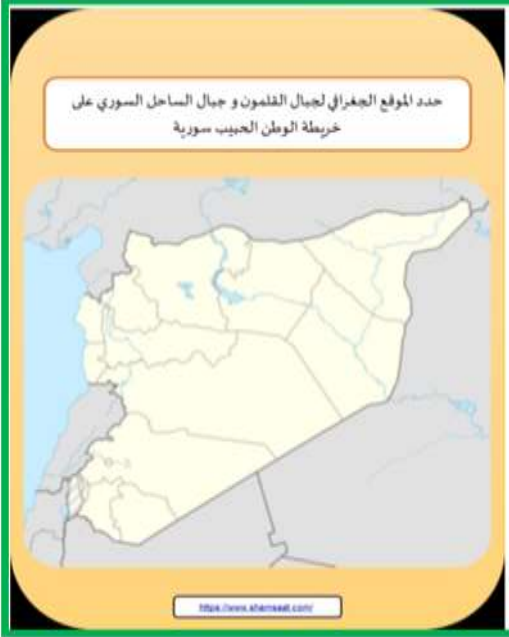 حدد الموقع الجغرافي لجبال القلمون و جبال الساحل السوري على
خريطة الوطن الحبيب سورية
https://www.shamsaat.com/